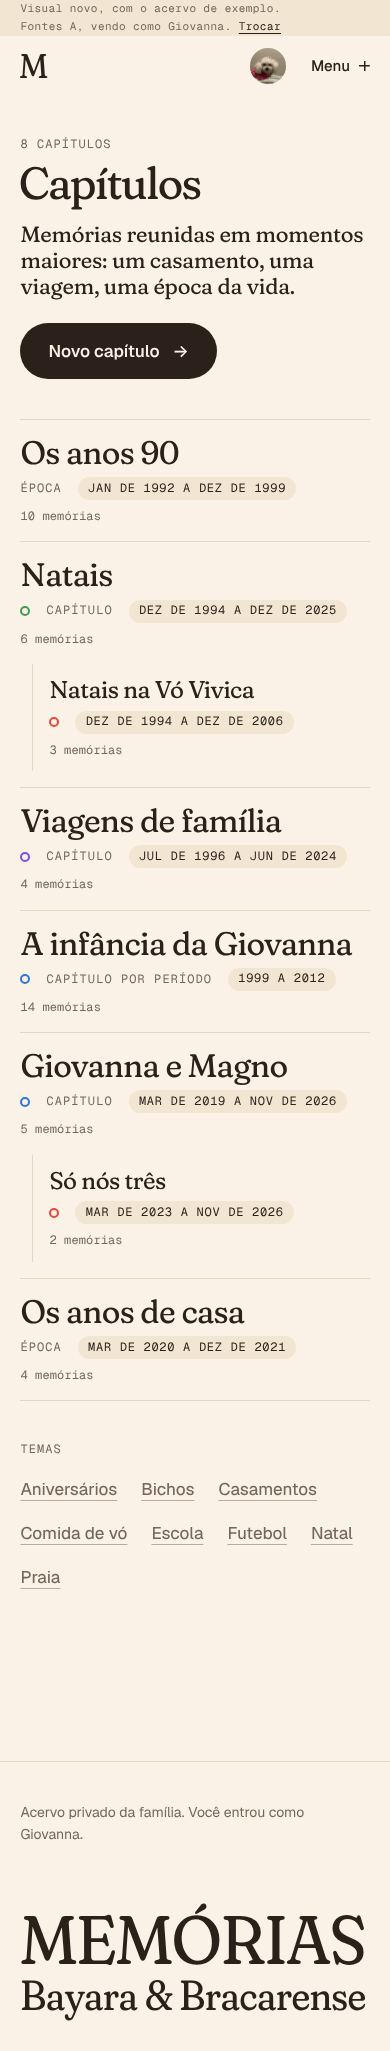 Visual novo, com o acervo de exemplo.
Fontes A, vendo como Giovanna. Trocar
M
Menu +
8 CAPÍTULOS
Capítulos
Memórias reunidas em momentos
maiores: um casamento, uma
viagem, uma época da vida.
Novo capítulo →
Os anos 90
ÉPOCA JAN DE 1992 A DEZ DE 1999
10 memórias
Natais
CAPÍTULO DEZ DE 1994 A DEZ DE 2025
6 memórias
Natais na Vó Vivica
DEZ DE 1994 A DEZ DE 2006
3 memórias
Viagens de família
CAPÍTULO JUL DE 1996 A JUN DE 2024
4 memórias
A infância da Giovanna
CAPÍTULO POR PERÍODO 1999 A 2012
14 memórias
Giovanna e Magno
CAPÍTULO MAR DE 2019 A NOV DE 2026
5 memórias
Só nós três
MAR DE 2023 A NOV DE 2026
2 memórias
Os anos de casa
ÉPOCA MAR DE 2020 A DEZ DE 2021
4 memórias
TEMAS
Aniversários Bichos Casamentos
Comida de vó Escola Futebol Natal
Praia
Acervo privado da família. Você entrou como
Giovanna.
MEMÓRIAS
Bayara & Bracarense